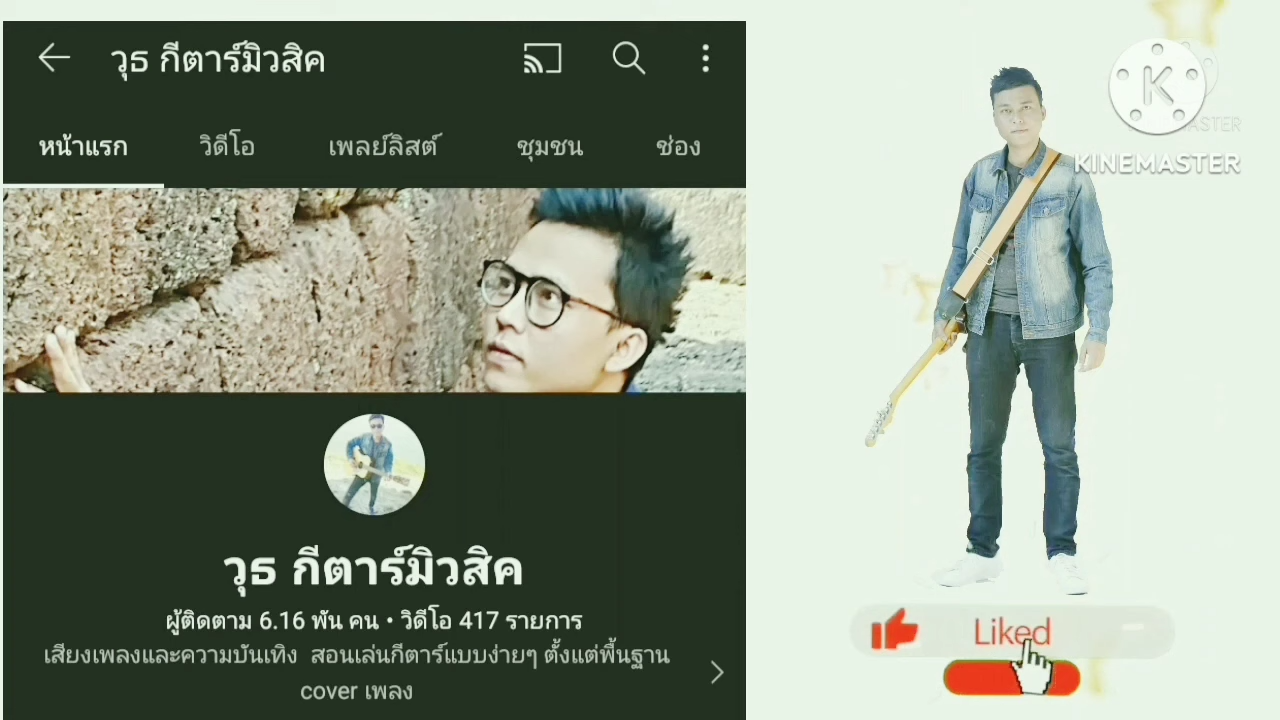 วุธ กีตาร์มิวสิค
หน้าแรก วิดีโอ เพลย์ลิสต์ ชุมชน ช่อง
วุธ กีตาร์มิวสิค
ผู้ติดตาม 6.16 พัน คน • วิดีโอ 417 รายการ
เสียงเพลงและความบันเทิง สอนเล่นกีตาร์แบบง่ายๆ ตั้งแต่พื้นฐาน
cover เพลง
K
KINEMASTER
Liked